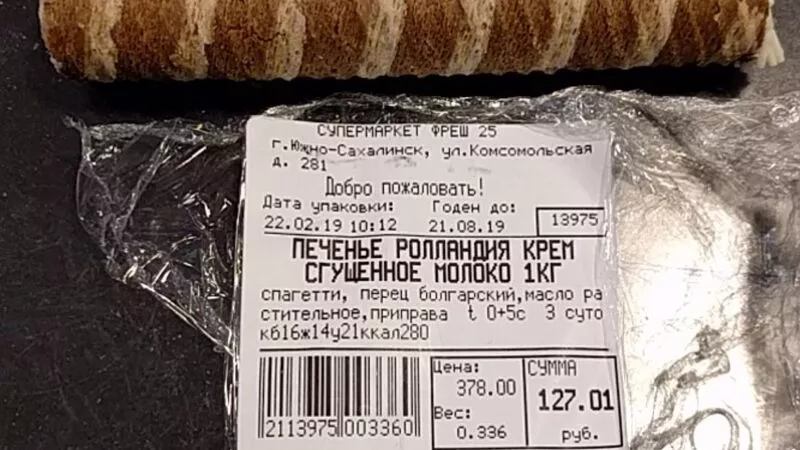 СУПЕРМАРКЕТ ФРЕШ 25
г.Южно-Сахалинск, ул.Комсомольская
д. 281
Добро пожаловать!
Дата упаковки: Годен до:
22.02.19 10:12 21.08.19 13975
ПЕЧЕНЬЕ РОЛЛАНДИЯ КРЕМ
СГУЩЕННОЕ МОЛОКО 1КГ
спагетти, перец болгарский,масло ра
стительное,приправа t 0+5с 3 суто
кб16ж14у21ккал280
Цена: СУММА
378.00 127.01
Вес:
0.336 руб.
2113975 003360